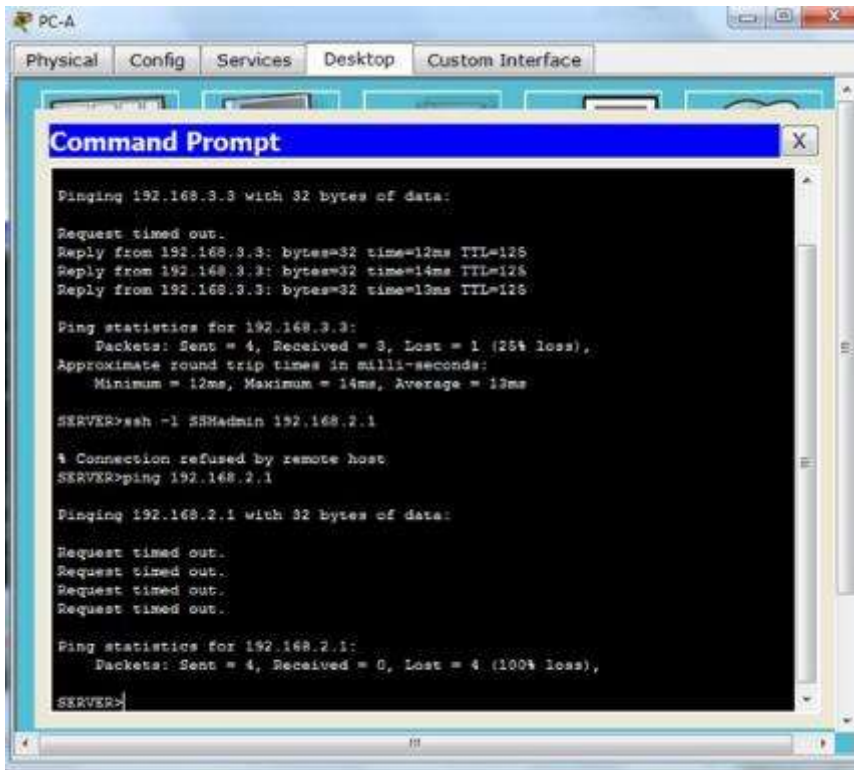 PC-A
Physical Config Services Desktop Custom Interface
Command Prompt
X
Pinging 192.168.3.3 with 32 bytes of data:
Request timed out.
Reply from 192.168.3.3: bytes=32 time=12ms TTL=125
Reply from 192.168.3.3: bytes=32 time=14ms TTL=125
Reply from 192.168.3.3: bytes=32 time=13ms TTL=125
Ping statistics for 192.168.3.3:
Packets: Sent = 4, Received = 3, Lost = 1 (25% loss),
Approximate round trip times in milli-seconds:
Minimum = 12ms, Maximum = 14ms, Average = 13ms
SERVER>ssh -l SSHadmin 192.168.2.1
% Connection refused by remote host
SERVER>ping 192.168.2.1
Pinging 192.168.2.1 with 32 bytes of data:
Request timed out.
Request timed out.
Request timed out.
Request timed out.
Ping statistics for 192.168.2.1:
Packets: Sent = 4, Received = 0, Lost = 4 (100% loss),
SERVER>